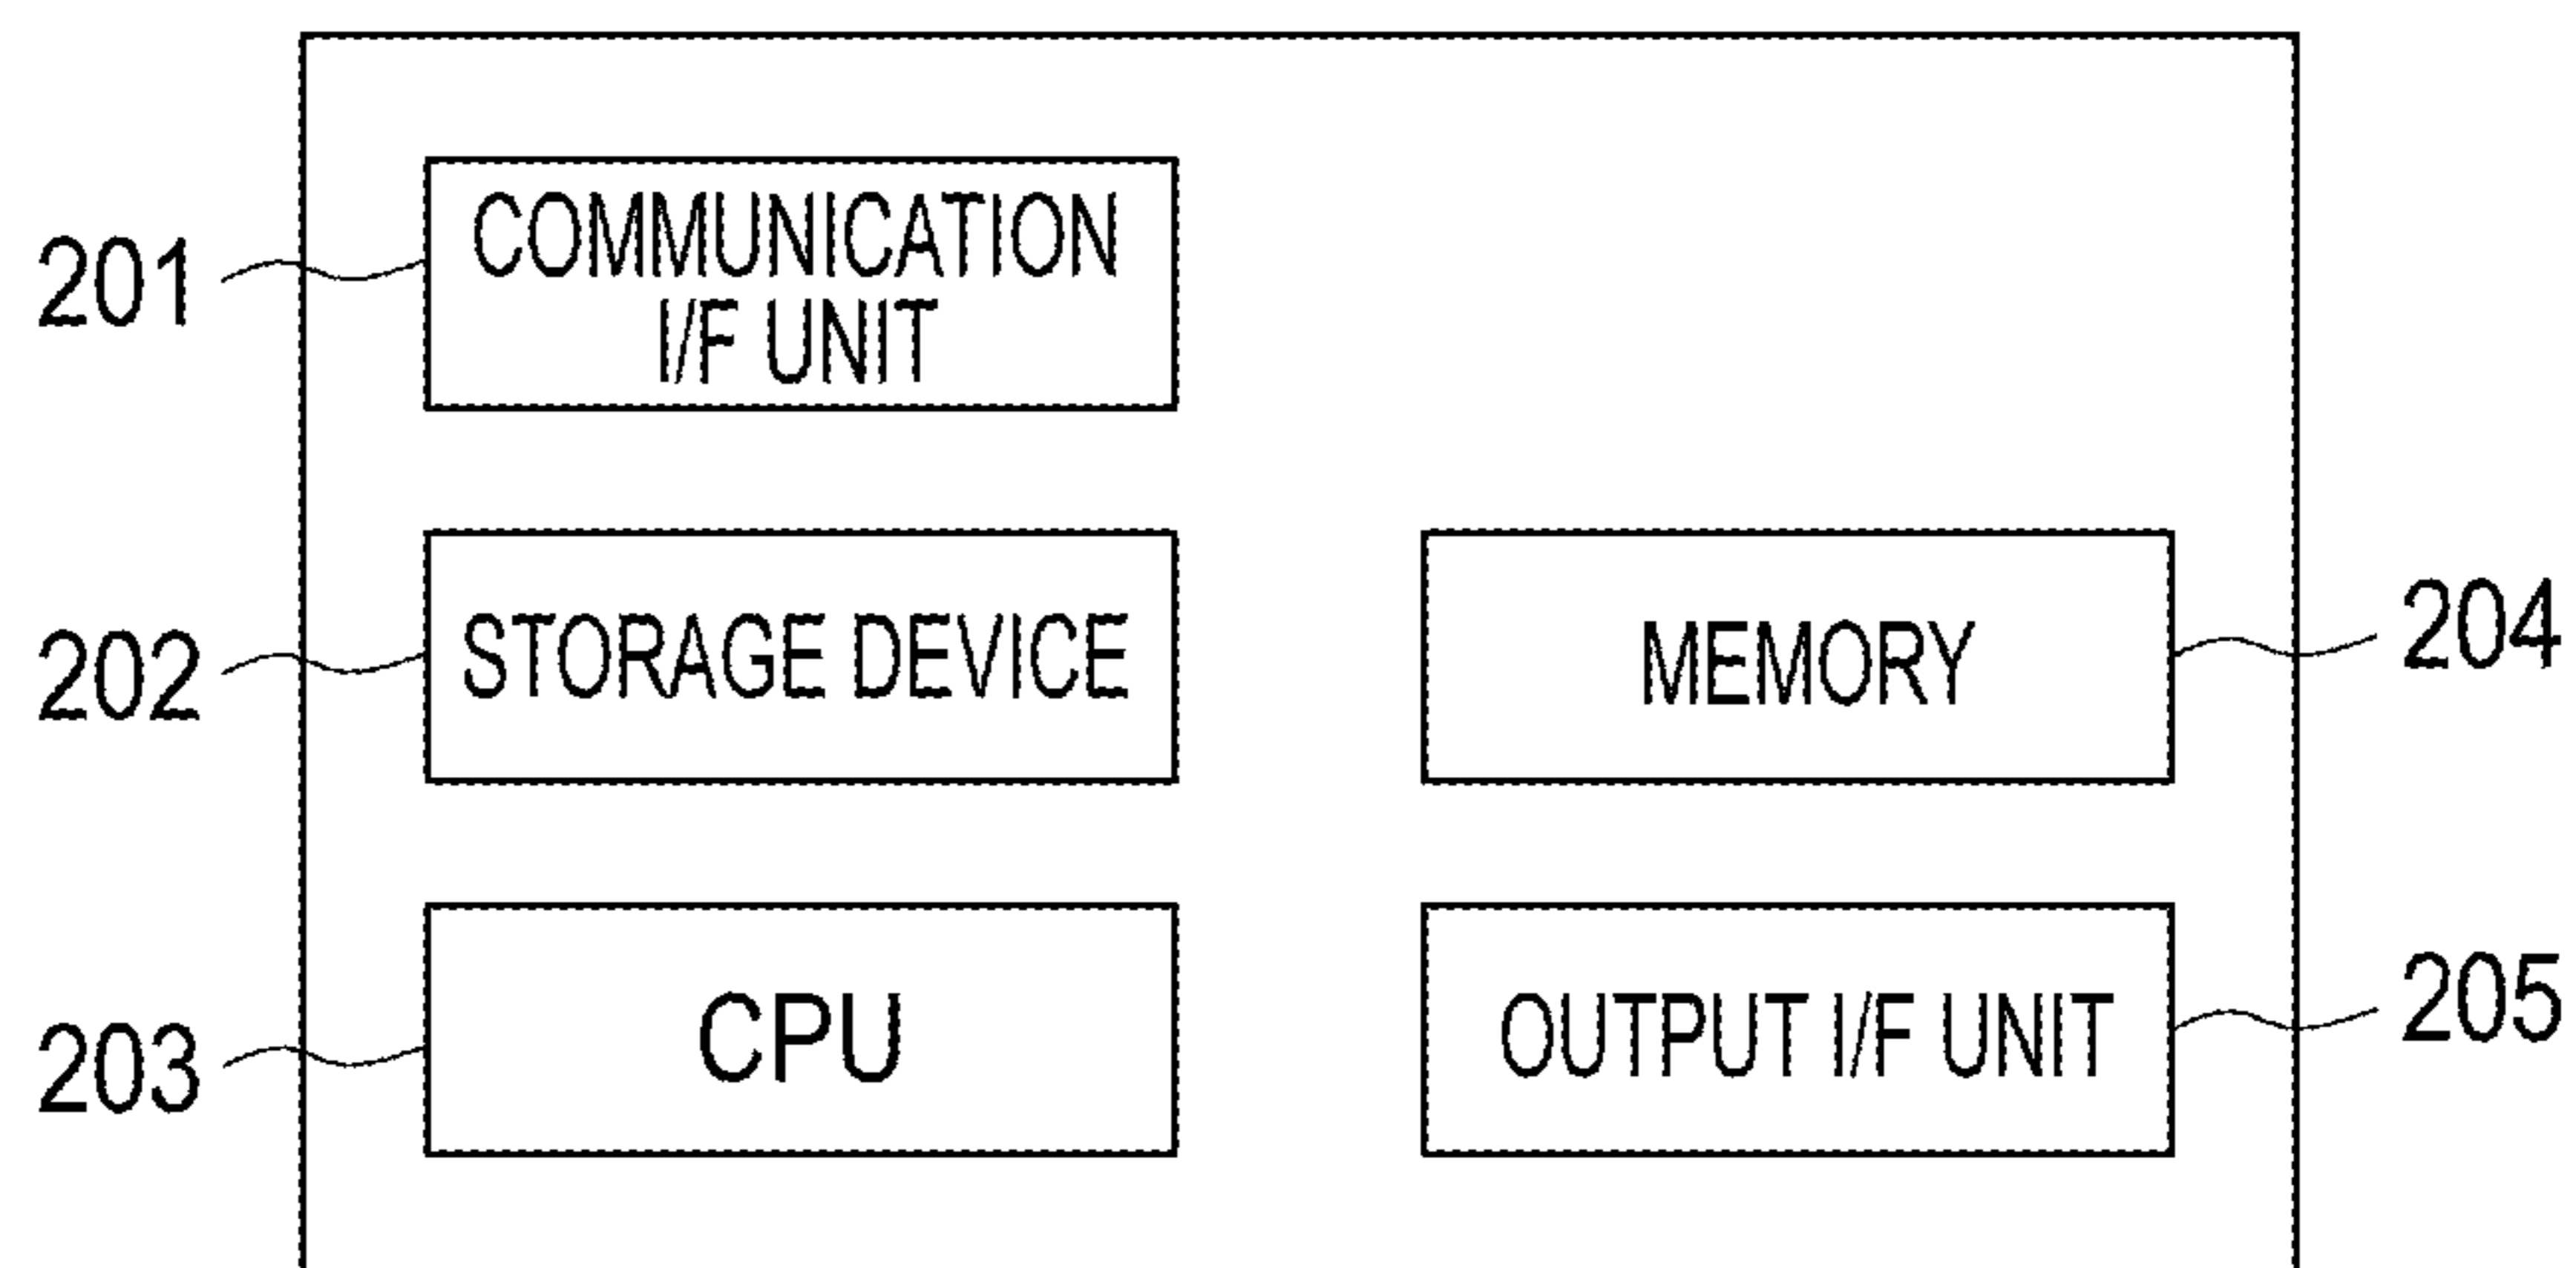 201
COMMUNICATION
I/F UNIT
202
STORAGE DEVICE
MEMORY
204
203
CPU
OUTPUT I/F UNIT
205